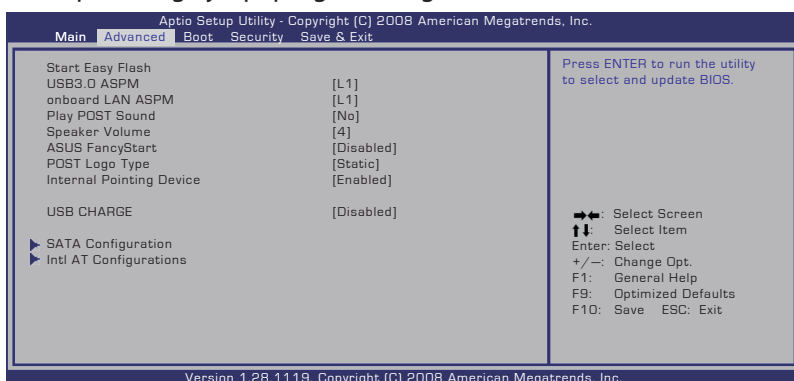 Aptio Setup Utility - Copyright (C) 2008 American Megatrends, Inc.
Main Advanced Boot Security Save & Exit
Start Easy Flash
USB3.0 ASPM [L1]
onboard LAN ASPM [L1]
Play POST Sound [No]
Speaker Volume [4]
ASUS FancyStart [Disabled]
POST Logo Type [Static]
Internal Pointing Device [Enabled]
USB CHARGE [Disabled]
SATA Configuration
Intl AT Configurations
Press ENTER to run the utility
to select and update BIOS.
→←: Select Screen
↑↓: Select Item
Enter: Select
+/—: Change Opt.
F1: General Help
F9: Optimized Defaults
F10: Save ESC: Exit
Version 1.28.1119. Copyright (C) 2008 American Megatrends, Inc.